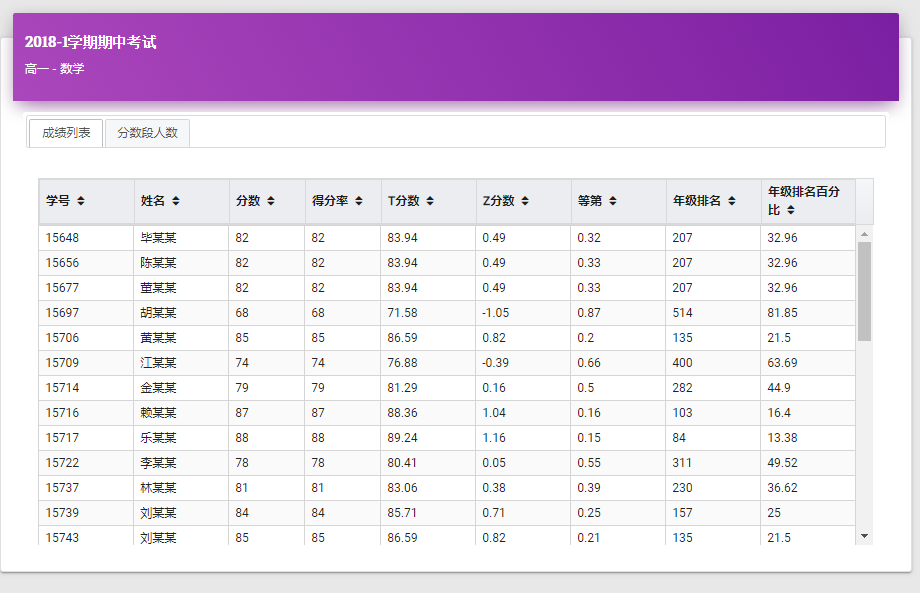 2018-1学期期中考试
高一 - 数学
成绩列表 分数段人数
学号 姓名 分数 得分率 T分数 Z分数 等第 年级排名 年级排名百分比
15648 毕某某 82 82 83.94 0.49 0.32 207 32.96
15656 陈某某 82 82 83.94 0.49 0.33 207 32.96
15677 董某某 82 82 83.94 0.49 0.33 207 32.96
15697 胡某某 68 68 71.58 -1.05 0.87 514 81.85
15706 黄某某 85 85 86.59 0.82 0.2 135 21.5
15709 江某某 74 74 76.88 -0.39 0.66 400 63.69
15714 金某某 79 79 81.29 0.16 0.5 282 44.9
15716 赖某某 87 87 88.36 1.04 0.16 103 16.4
15717 乐某某 88 88 89.24 1.16 0.15 84 13.38
15722 李某某 78 78 80.41 0.05 0.55 311 49.52
15737 林某某 81 81 83.06 0.38 0.39 230 36.62
15739 刘某某 84 84 85.71 0.71 0.25 157 25
15743 刘某某 85 85 86.59 0.82 0.21 135 21.5